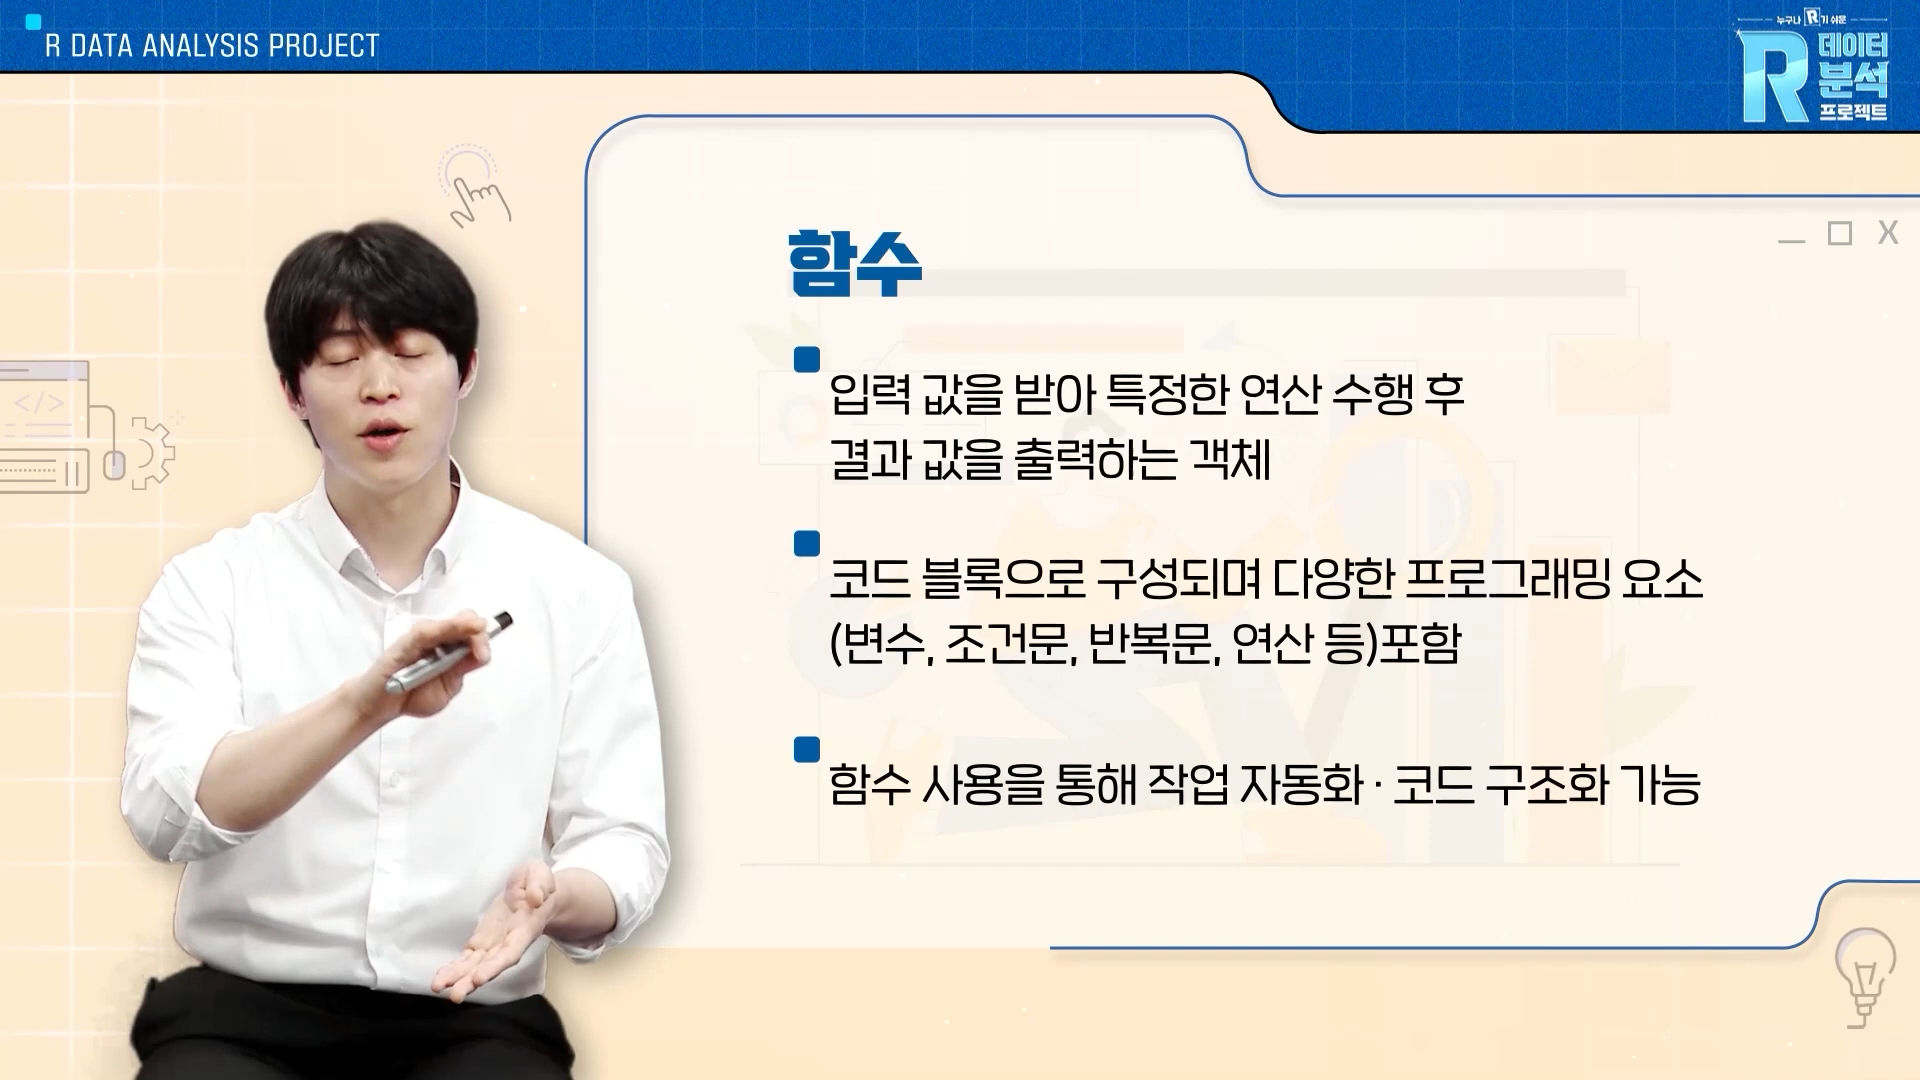 R DATA ANALYSIS PROJECT
누구나 R기 쉬운
R 데이터
분석
프로젝트
함수
입력 값을 받아 특정한 연산 수행 후
결과 값을 출력하는 객체
코드 블록으로 구성되며 다양한 프로그래밍 요소
(변수, 조건문, 반복문, 연산 등)포함
함수 사용을 통해 작업 자동화·코드 구조화 가능